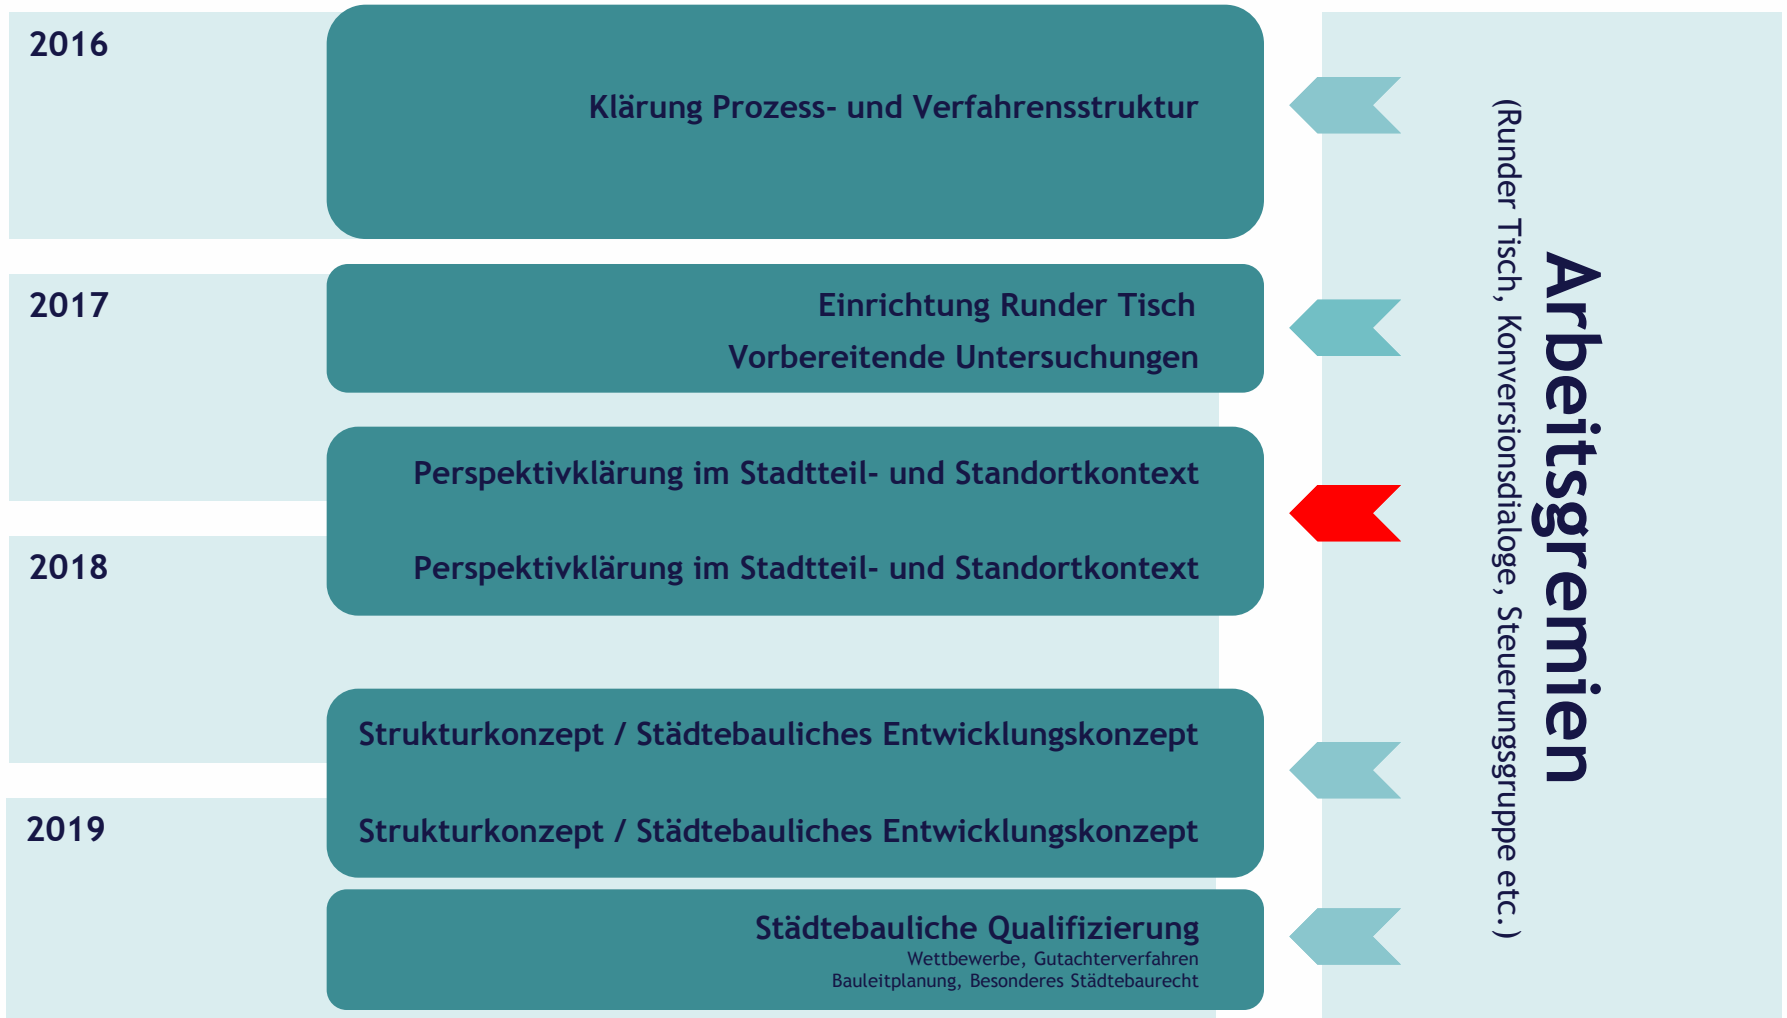 2016
Klärung Prozess- und Verfahrensstruktur
2017
Einrichtung Runder Tisch
Vorbereitende Untersuchungen
Perspektivklärung im Stadtteil- und Standortkontext
2018
Perspektivklärung im Stadtteil- und Standortkontext
Strukturkonzept / Städtebauliches Entwicklungskonzept
2019
Strukturkonzept / Städtebauliches Entwicklungskonzept
Städtebauliche Qualifizierung
Wettbewerbe, Gutachterverfahren
Bauleitplanung, Besonderes Städtebaurecht
Arbeitsgremien
(Runder Tisch, Konversionsdialoge, Steuerungsgruppe etc.)